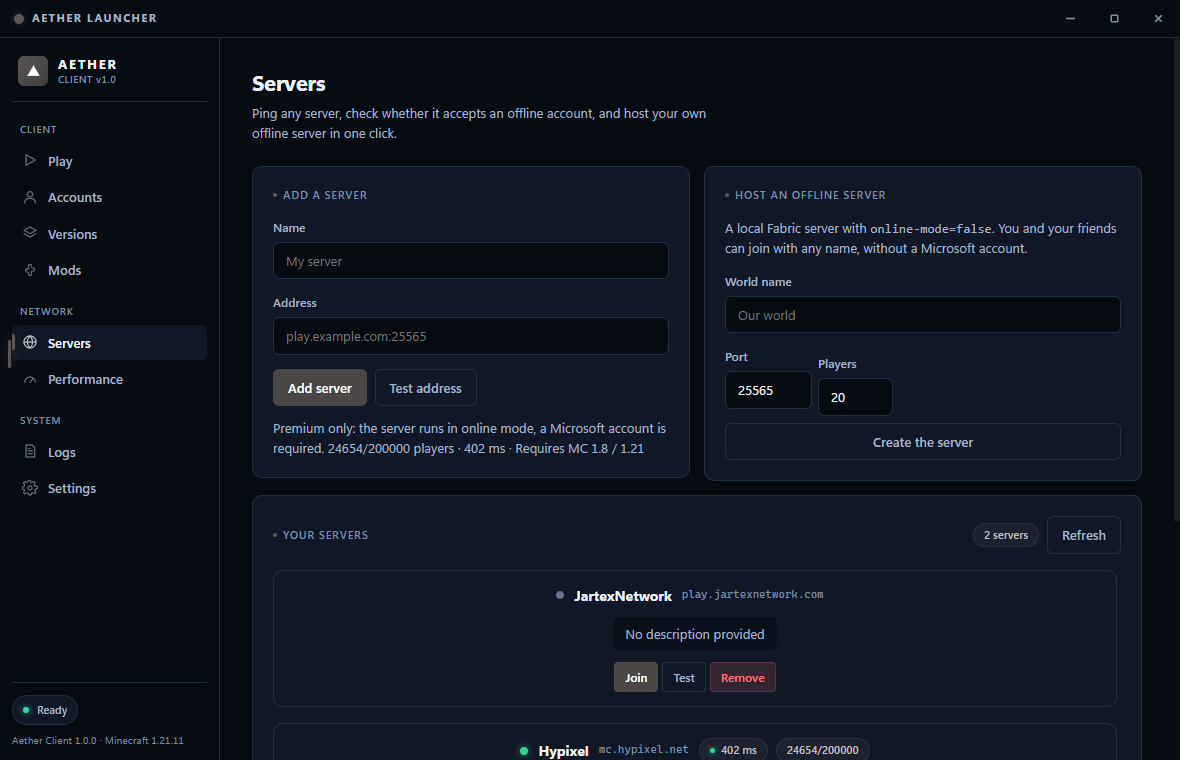 AETHER LAUNCHER
AETHER
CLIENT v1.0
CLIENT
Play
Accounts
Versions
Mods
NETWORK
Servers
Performance
SYSTEM
Logs
Settings
Ready
Aether Client 1.0.0 · Minecraft 1.21.11
Servers
Ping any server, check whether it accepts an offline account, and host your own
offline server in one click.
ADD A SERVER
Name
My server
Address
play.example.com:25565
Add server
Test address
Premium only: the server runs in online mode, a Microsoft account is
required. 24654/200000 players · 402 ms · Requires MC 1.8 / 1.21
HOST AN OFFLINE SERVER
A local Fabric server with online-mode=false. You and your friends
can join with any name, without a Microsoft account.
World name
Our world
Port
Players
25565
20
Create the server
YOUR SERVERS
2 servers
Refresh
JartexNetwork play.jartexnetwork.com
No description provided
Join
Test
Remove
Hypixel mc.hypixel.net 402 ms 24654/200000